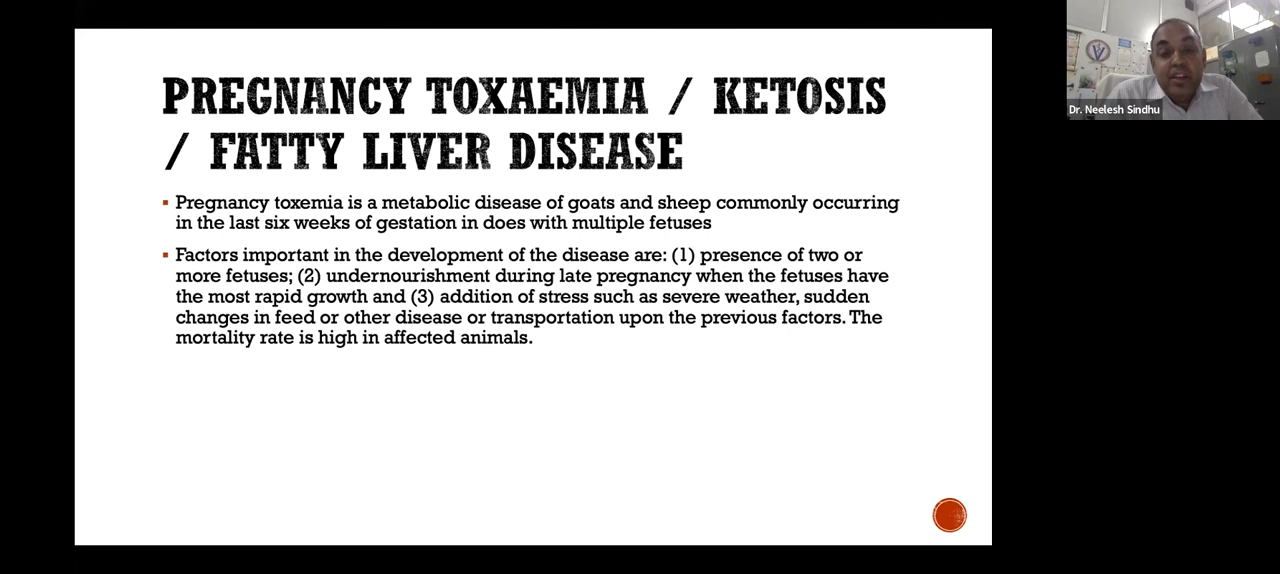 PREGNANCY TOXAEMIA / KETOSIS
/ FATTY LIVER DISEASE
Pregnancy toxemia is a metabolic disease of goats and sheep commonly occurring
in the last six weeks of gestation in does with multiple fetuses
Factors important in the development of the disease are: (1) presence of two or
more fetuses; (2) undernourishment during late pregnancy when the fetuses have
the most rapid growth and (3) addition of stress such as severe weather, sudden
changes in feed or other disease or transportation upon the previous factors. The
mortality rate is high in affected animals.
Dr. Neelesh Sindhu